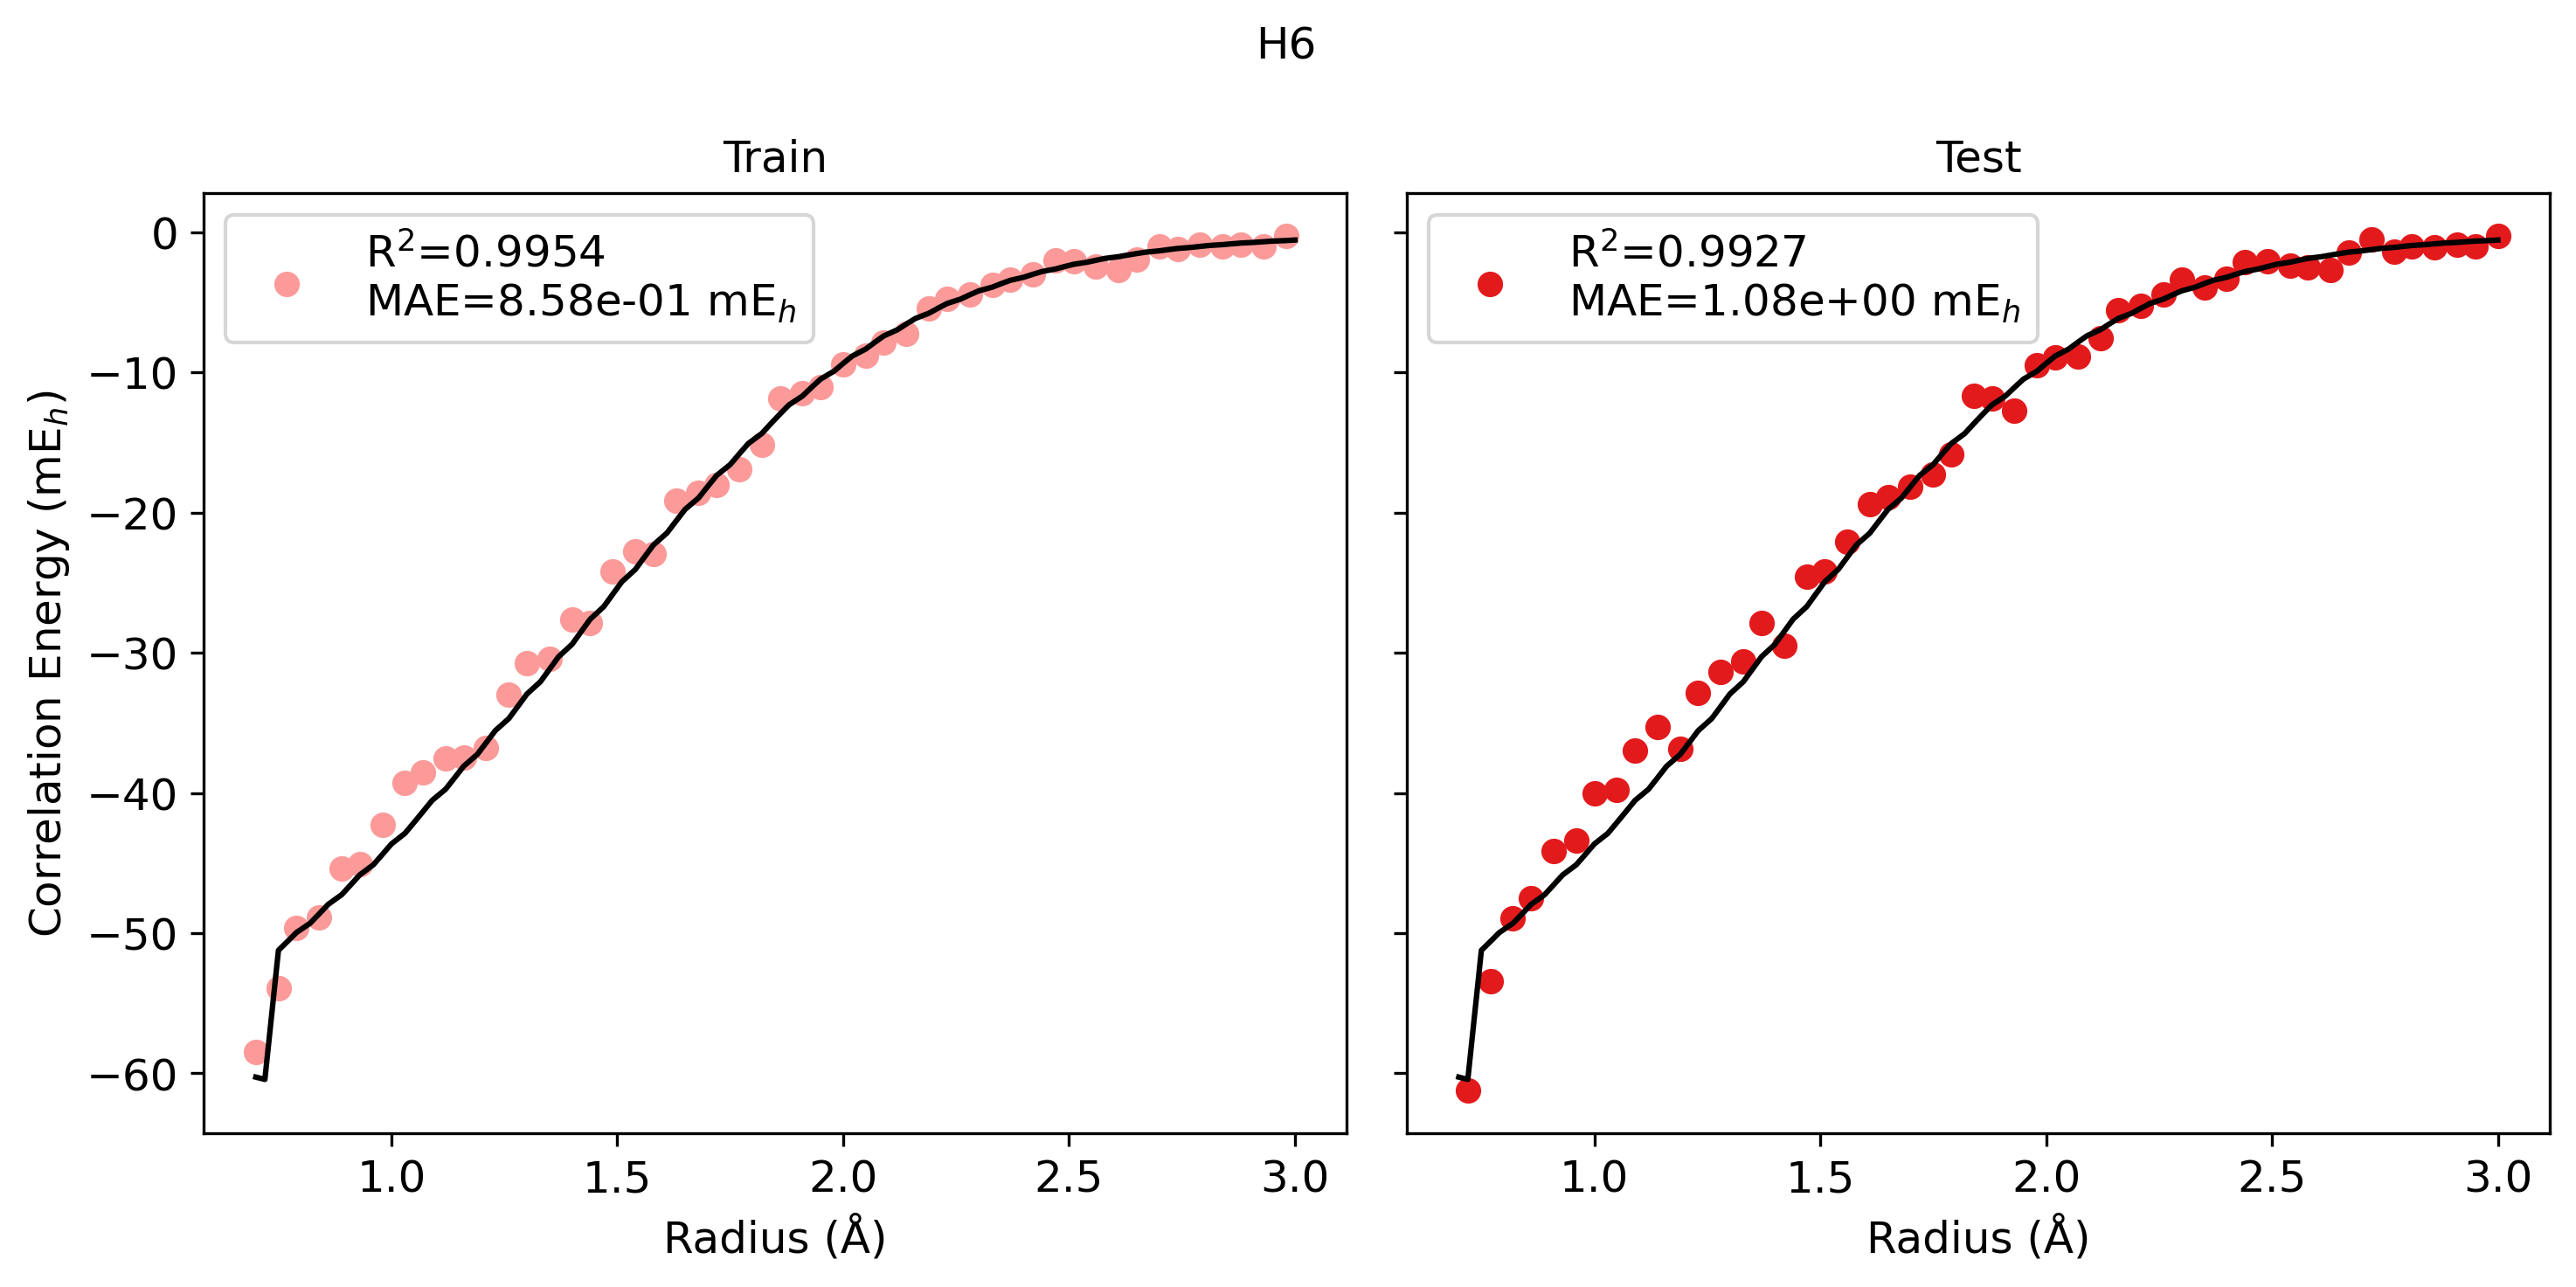 H6
Train
Test
R²=0.9954
MAE=8.58e-01 mEₕ
R²=0.9927
MAE=1.08e+00 mEₕ
Correlation Energy (mEₕ)
0
−10
−20
−30
−40
−50
−60
1.0 1.5 2.0 2.5 3.0
1.0 1.5 2.0 2.5 3.0
Radius (Å)
Radius (Å)